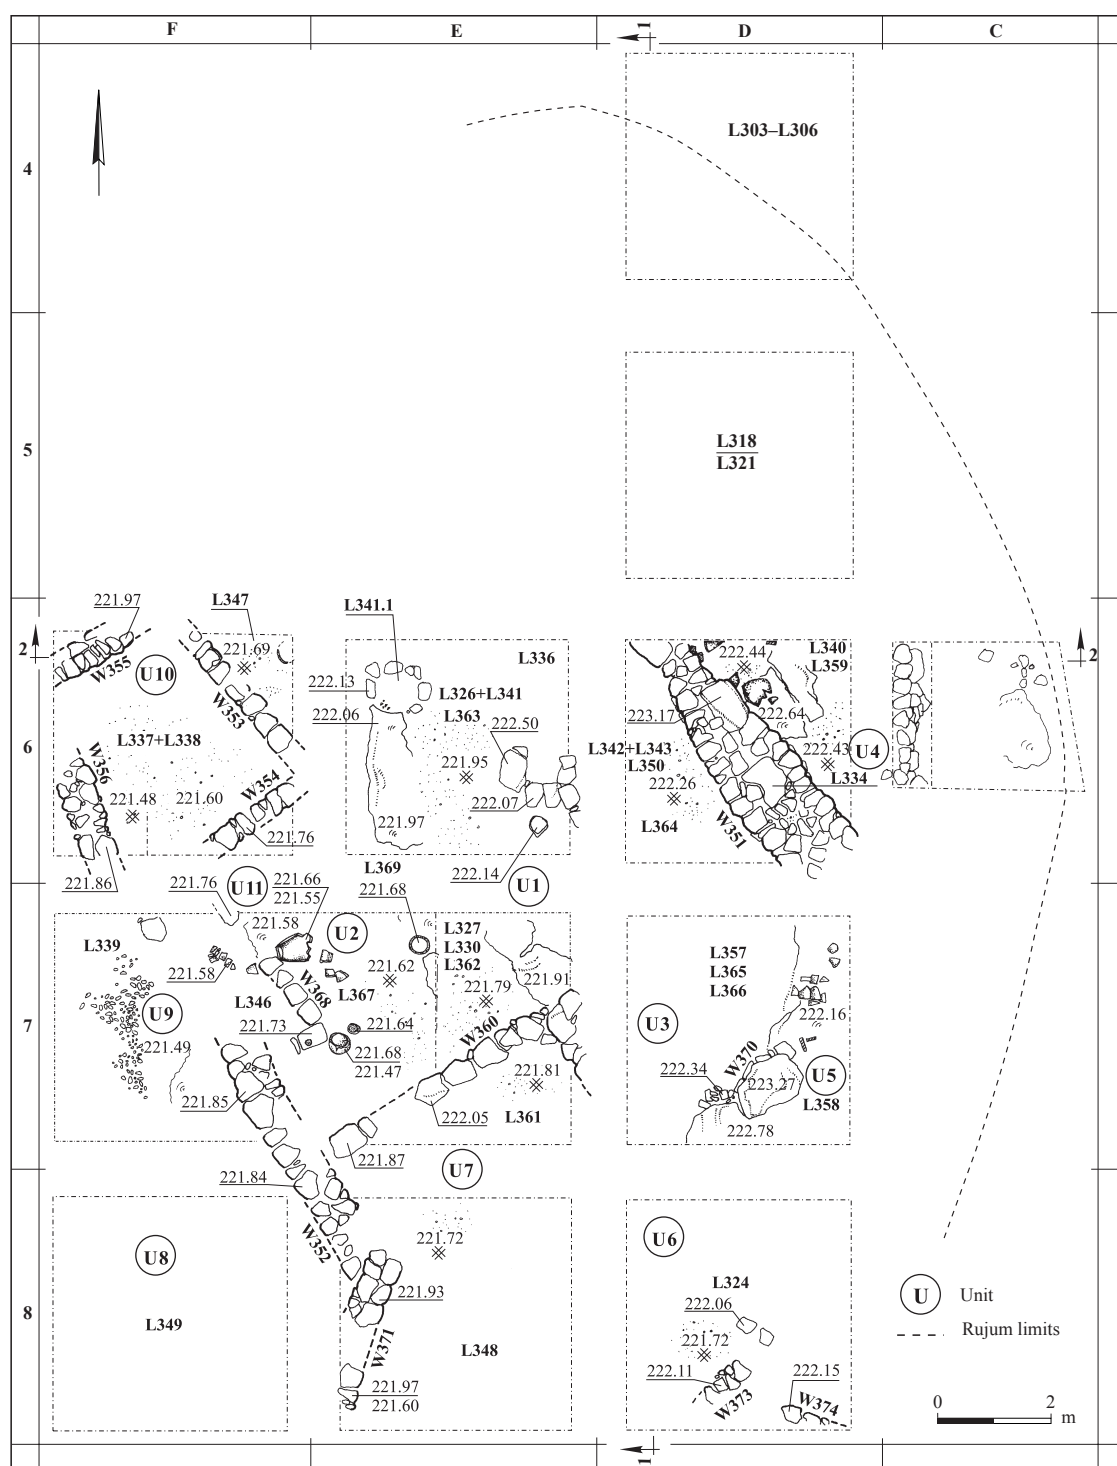 F E D C
1
4
L303–L306
5
L318
L321
221.97
L347
L341.1
2
W355
U10
221.69
222.13
L336
222.44
L340
L359
2
W353
L326+L341
222.06
L363
222.50
223.17
222.64
6
L337+L338
L342+L343
222.43
U4
W356
W354
221.95
L350
L334
221.48
221.60
222.07
222.26
221.76
221.97
L364
W351
221.86
221.76
U11
221.66
221.55
L369
221.68
222.14
U1
221.58
U2
L327
L330
L362
L357
L365
L366
L339
221.58
221.62
221.91
L346
W368
L367
221.79
222.16
7
U9
221.73
221.64
W360
U3
221.49
221.68
221.47
221.81
222.34
W370
223.27
U5
221.85
222.05
L361
L358
222.78
221.87
U7
221.84
W352
221.72
U6
U8
L324
U Unit
8
L349
221.93
222.06
Rujum limits
W371
L348
221.72
222.11
222.15
221.97
221.60
W373
W374
0 2
m
1